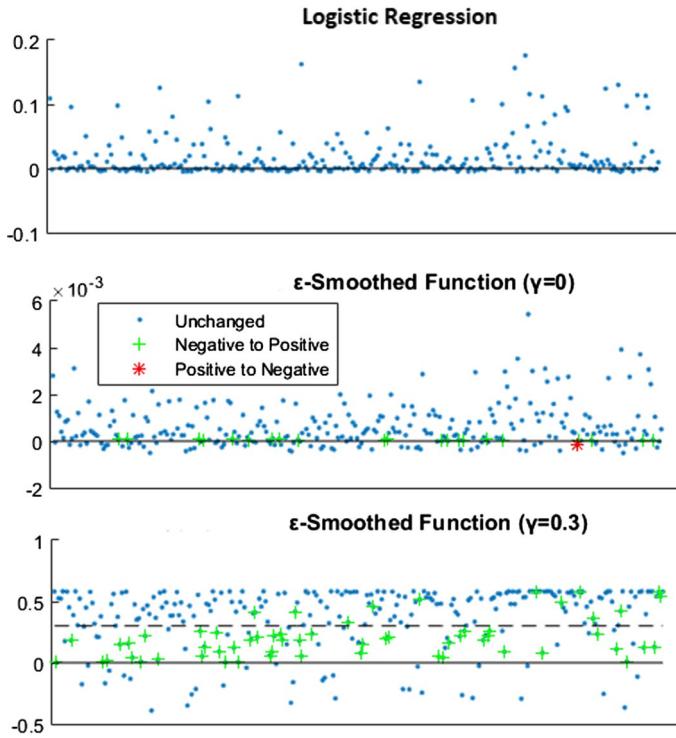 Logistic Regression
0.2
0.1
0
-0.1
ε-Smoothed Function (γ=0)
× 10⁻³
6
4
2
0
-2
Unchanged
Negative to Positive
Positive to Negative
ε-Smoothed Function (γ=0.3)
1
0.5
0
-0.5